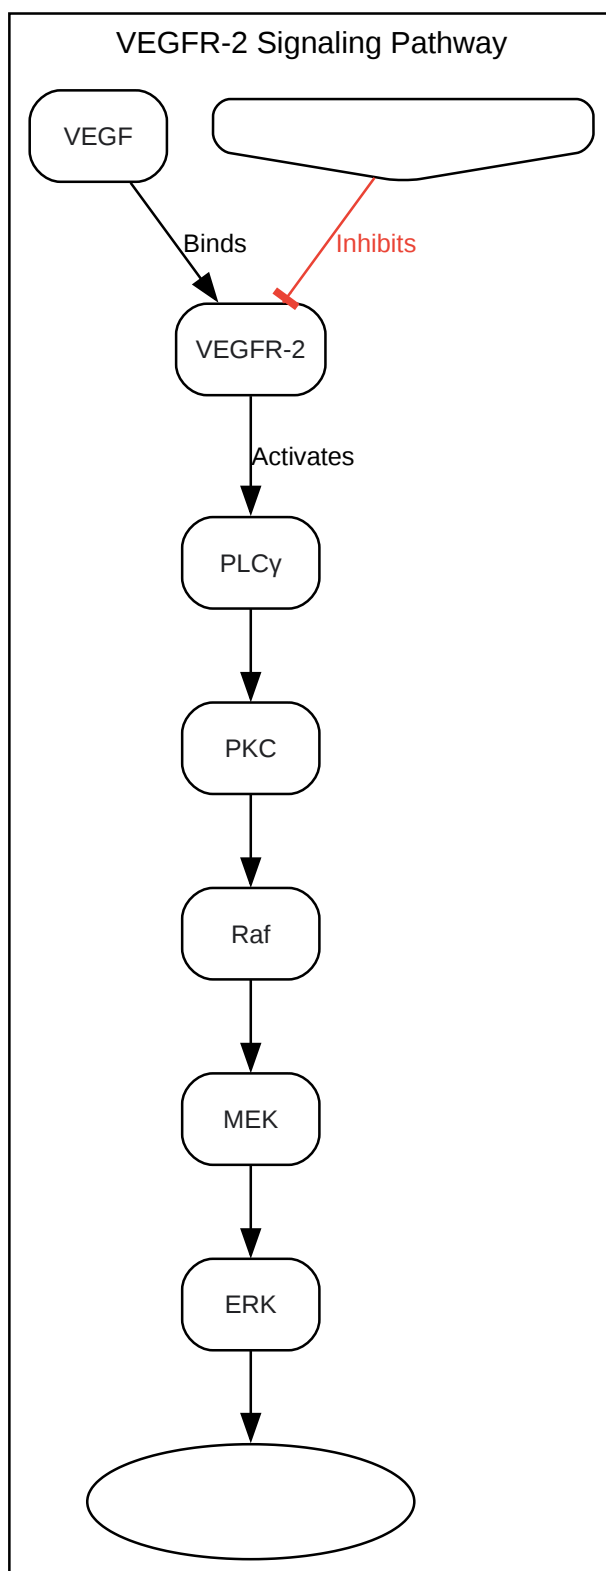 VEGFR-2 Signaling Pathway
VEGF
Binds
Inhibits
VEGFR-2
Activates
PLCγ
PKC
Raf
MEK
ERK